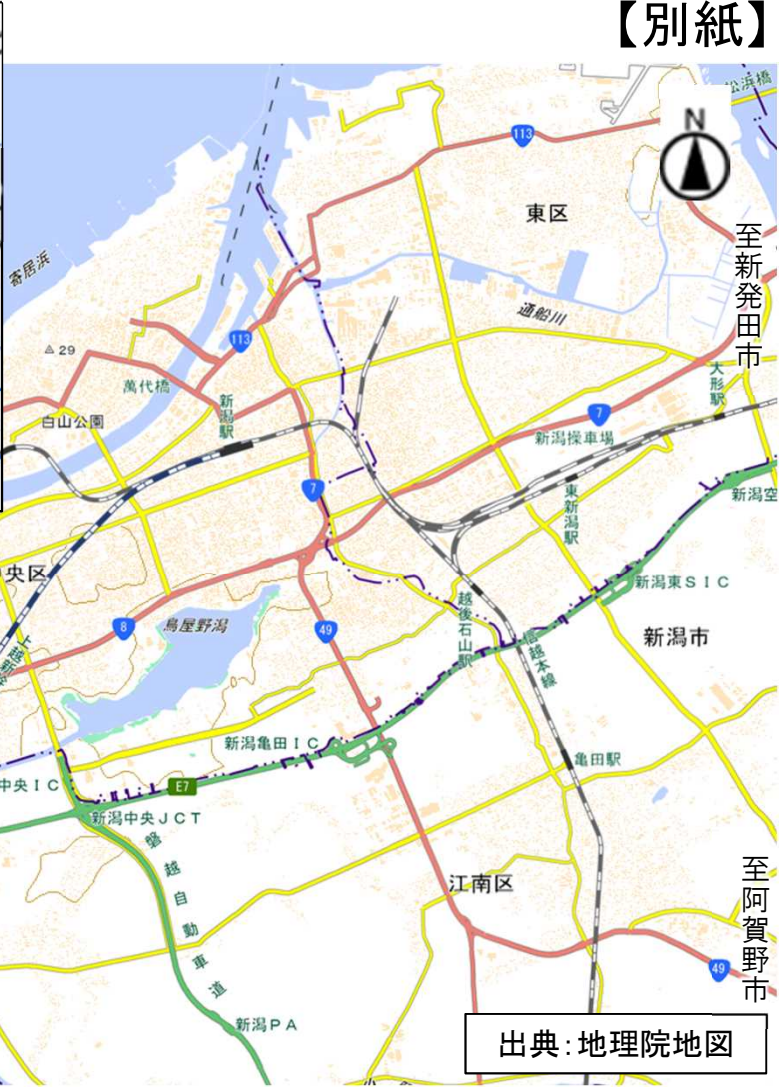 【別紙】
松浜橋
N
113
東区
至新発田市
寄居浜
通船川
29
113
萬代橋
新潟駅
大形駅
白山公園
7
新潟操車場
7
東新潟駅
新潟空
央区
新潟東SIC
8
鳥屋野潟
49
越後石山駅
信越本線
新潟市
新潟亀田IC
亀田駅
中央IC
E7
新潟中央JCT
磐越自動車道
江南区
至阿賀野市
49
新潟PA
出典：地理院地図